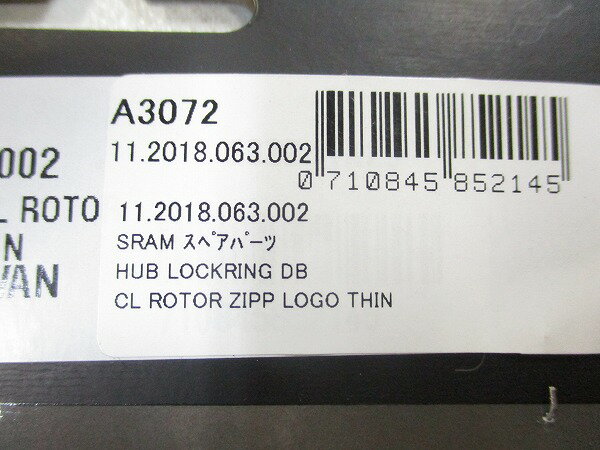 A3072
11.2018.063.002
0 710845 852145
11.2018.063.002
SRAM スペアパーツ
HUB LOCKRING DB
CL ROTOR ZIPP LOGO THIN
.002
L ROTO
N
VAN